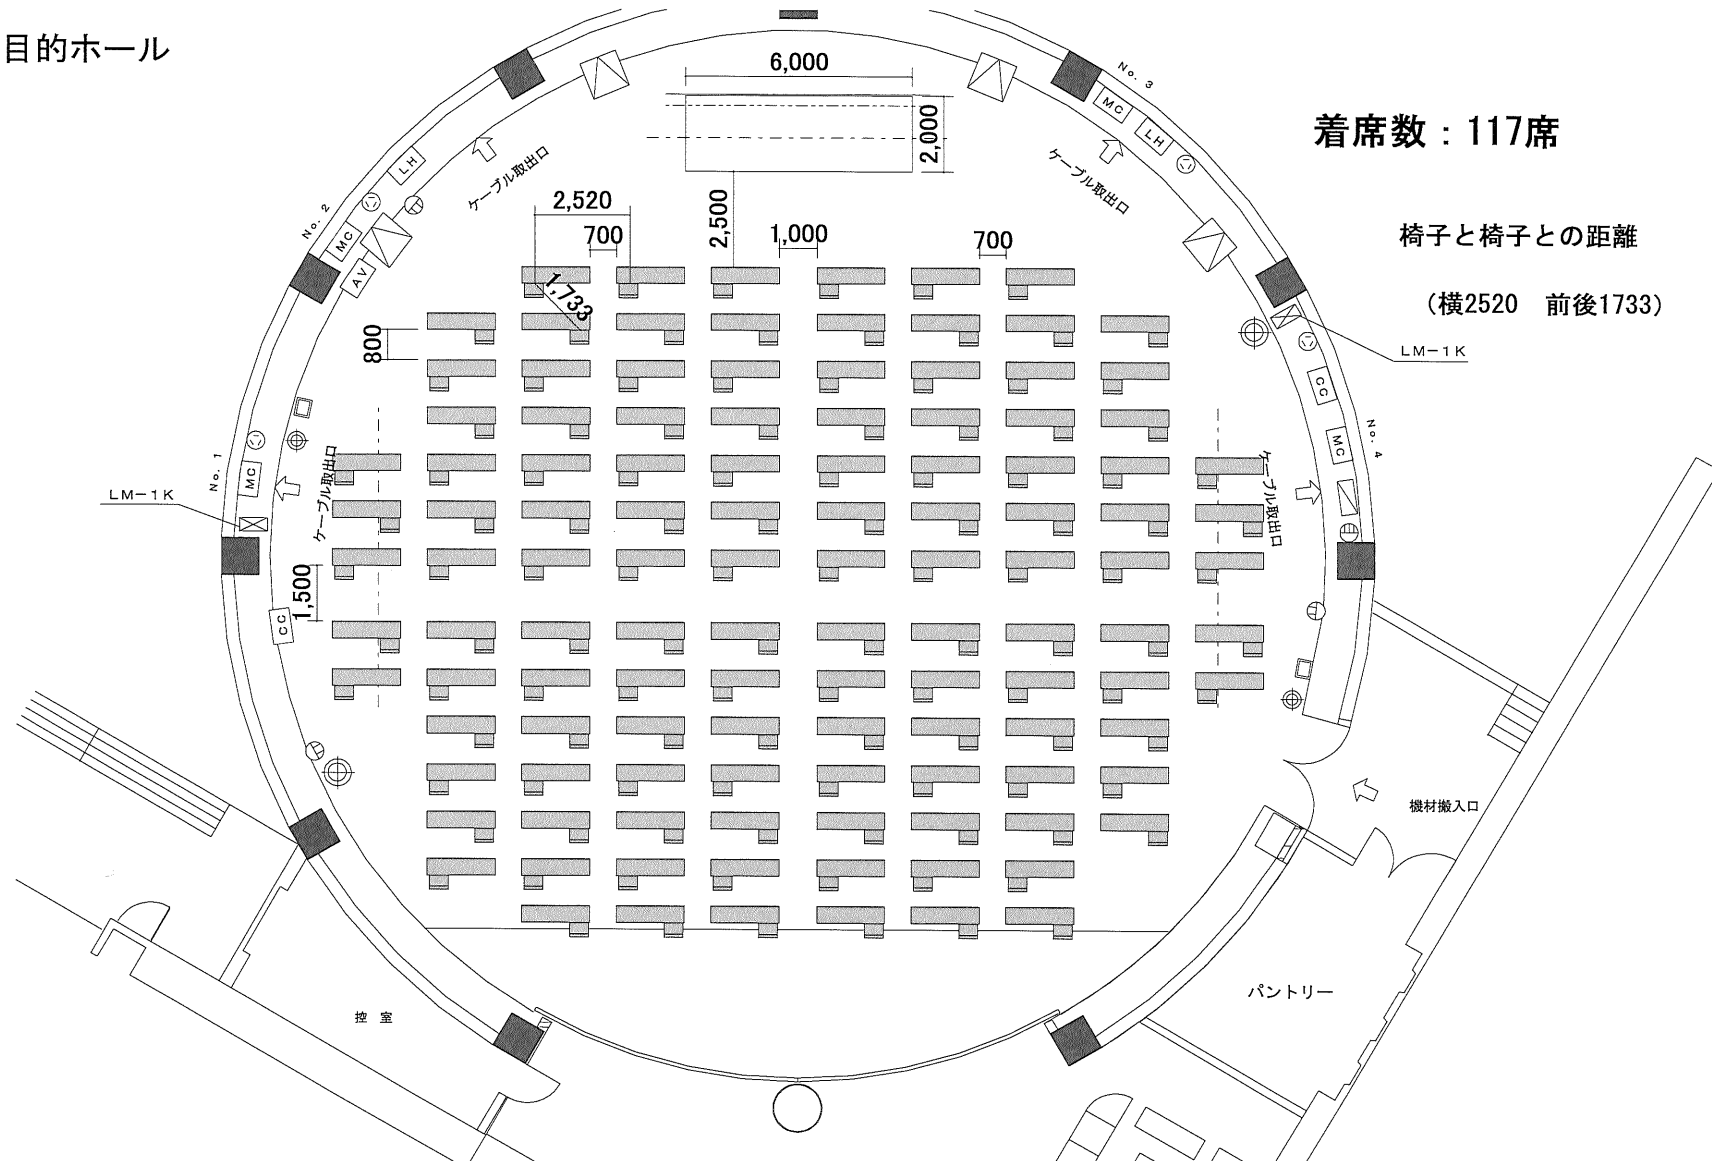 目的ホール
6,000
No. 3
MC
LH
着席数：117席
2,000
ケーブル取出口
ケーブル取出口
LH
No. 2
MC
AV
2,520
700
2,500
1,000
700
椅子と椅子との距離
（横2520　前後1733）
1,733
800
LM-1K
CC
MC
No. 4
No. 1
MC
ケーブル取出口
ケーブル取出口
LM-1K
1,500
CC
機材搬入口
パントリー
控 室